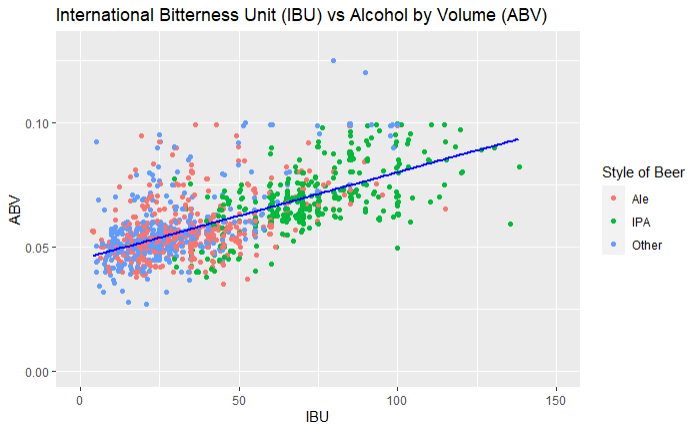 International Bitterness Unit (IBU) vs Alcohol by Volume (ABV)
ABV
0.10
0.05
0.00
0
50
100
150
IBU
Style of Beer
Ale
IPA
Other